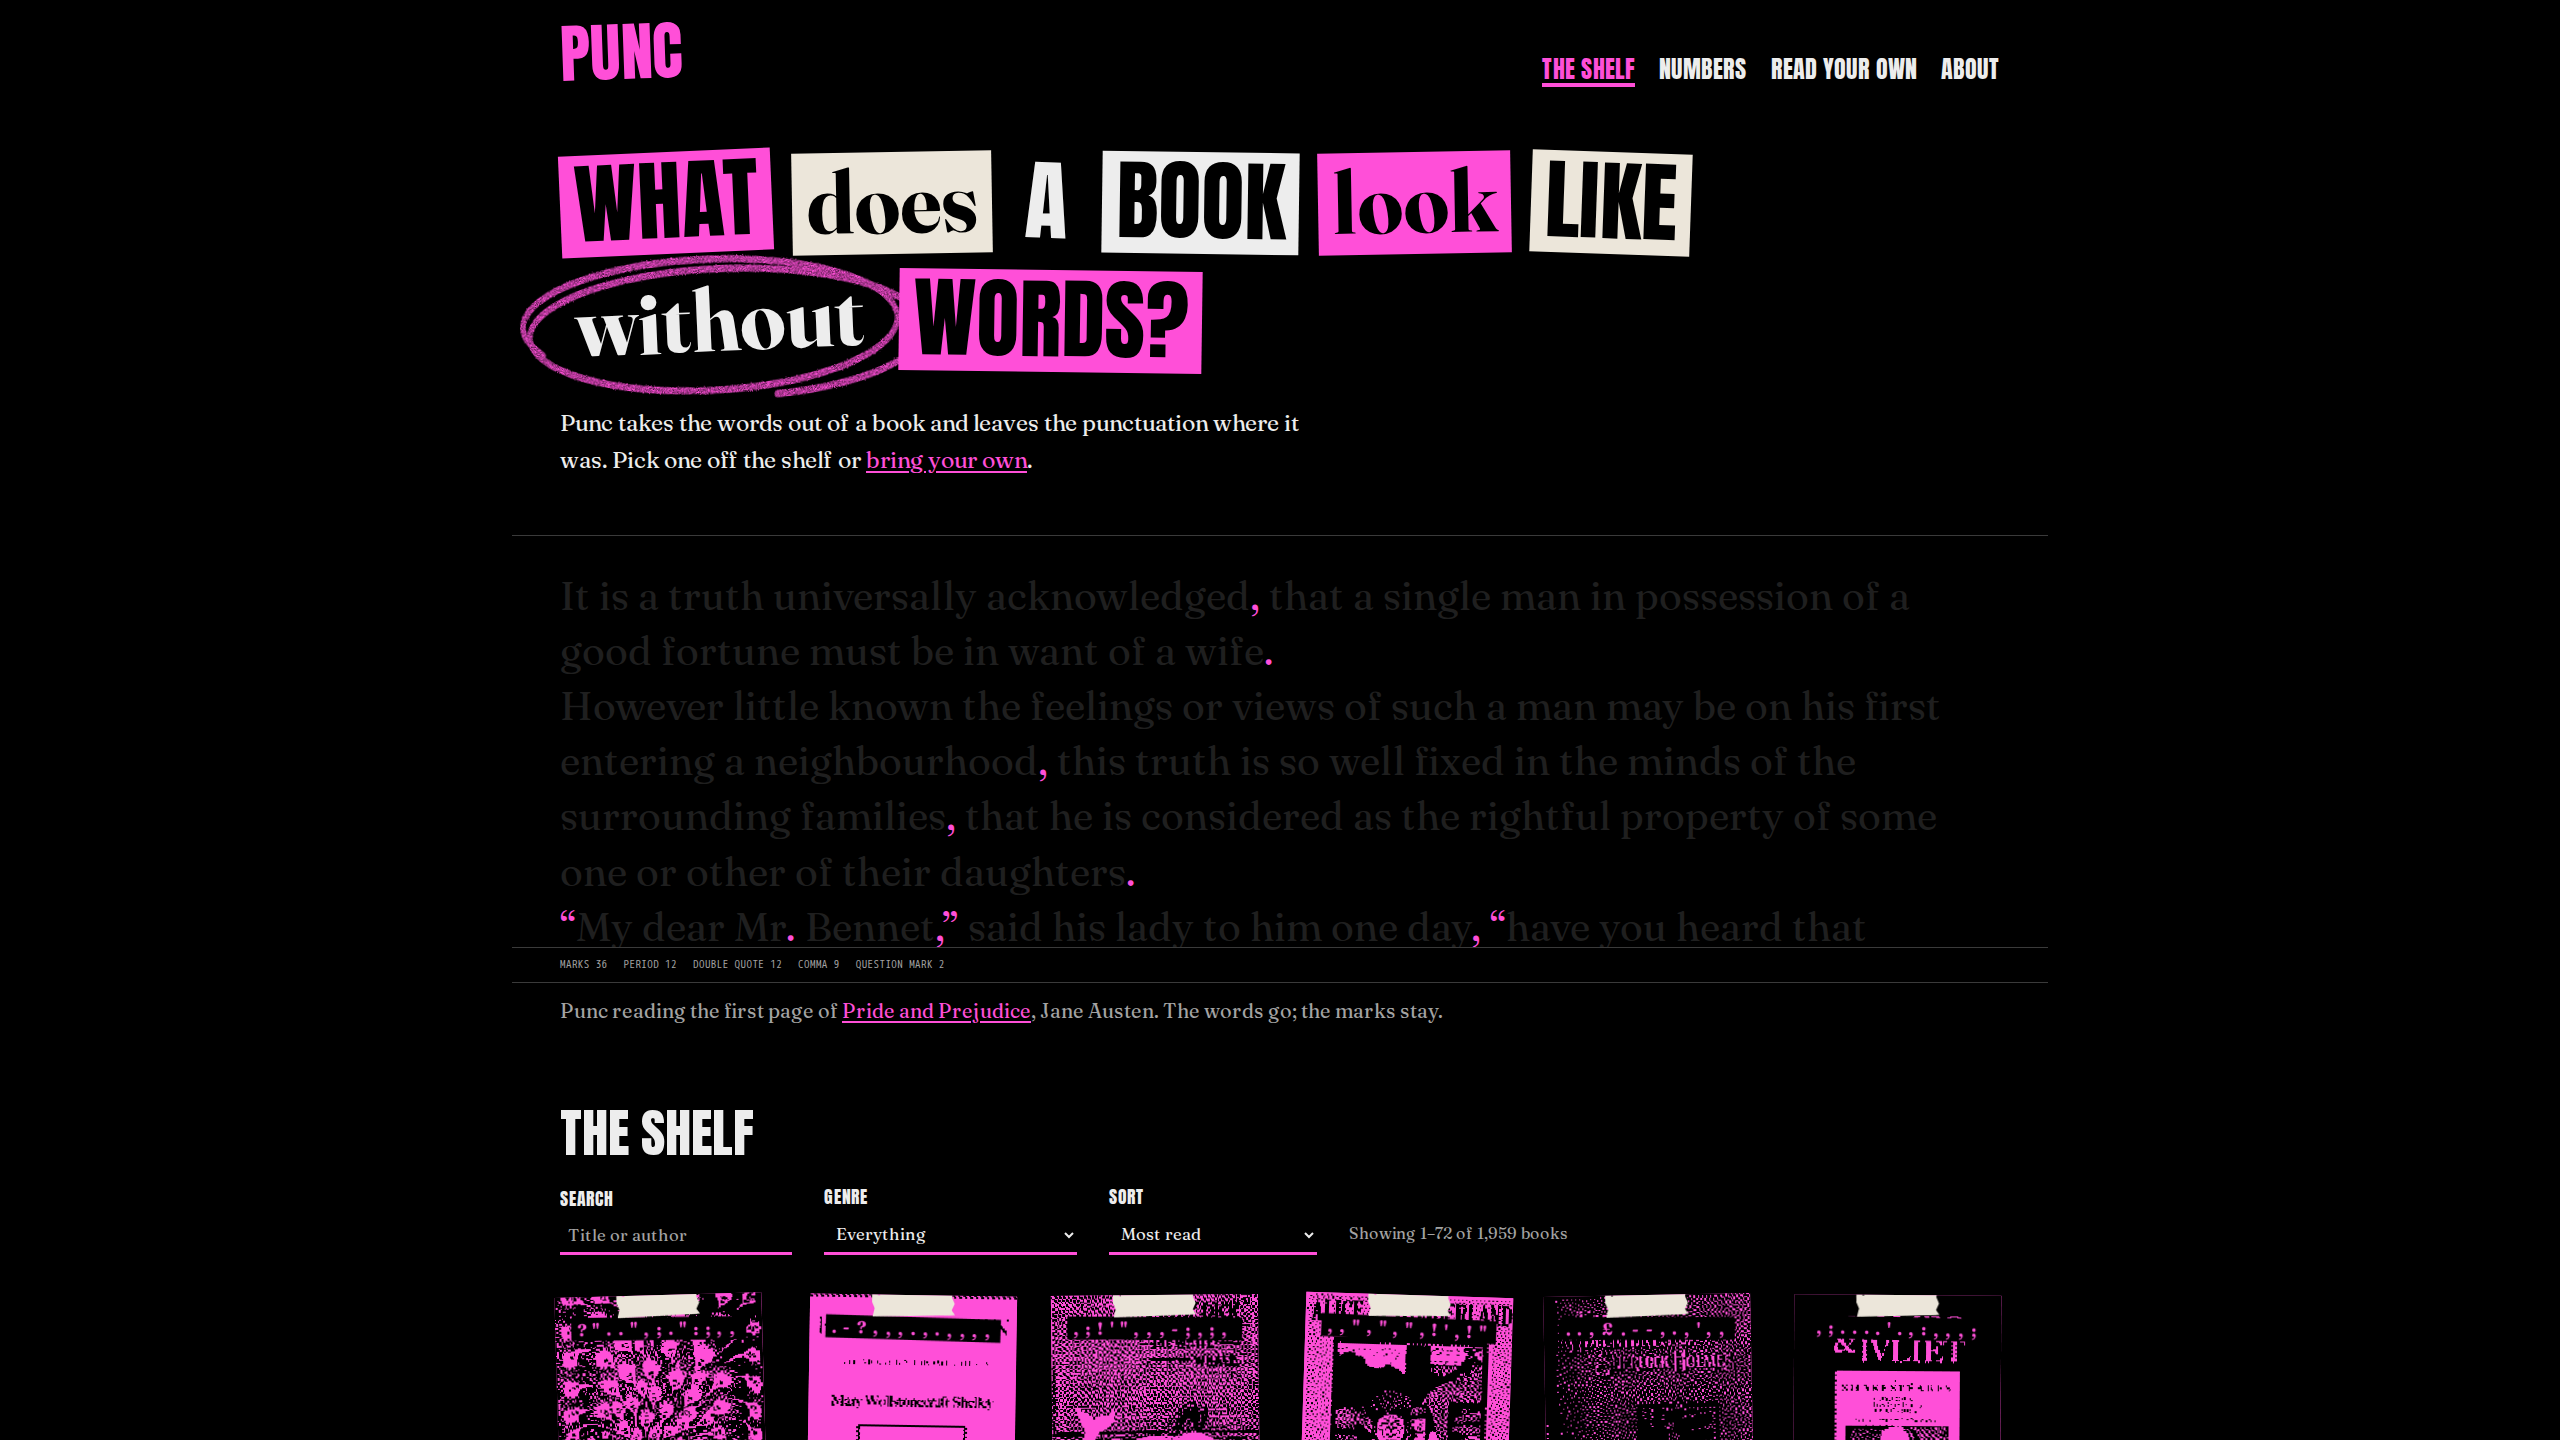 PUNC
THE SHELF NUMBERS READ YOUR OWN ABOUT
WHAT does A BOOK look LIKE
without WORDS?
Punc takes the words out of a book and leaves the punctuation where it
was. Pick one off the shelf or bring your own.
It is a truth universally acknowledged, that a single man in possession of a
good fortune must be in want of a wife.
However little known the feelings or views of such a man may be on his first
entering a neighbourhood, this truth is so well fixed in the minds of the
surrounding families, that he is considered as the rightful property of some
one or other of their daughters.
“My dear Mr. Bennet,” said his lady to him one day, “have you heard that
MARKS 36 PERIOD 12 DOUBLE QUOTE 12 COMMA 9 QUESTION MARK 2
Punc reading the first page of Pride and Prejudice, Jane Austen. The words go; the marks stay.
THE SHELF
SEARCH GENRE SORT
Title or author Everything Most read Showing 1–72 of 1,959 books
? " . . " , ; . " : ; , , . - ? , , , . , . , , , , , ; ! ' " , , , - ; , ; , , , " , " , " , ! ' , ! " . . , £ . - - , . , ' , , , ; . . . . ' . , : , , , ;
ALICE
& IVLIET
Mary Wollstonecraft Shelley
SHAKESPEARES